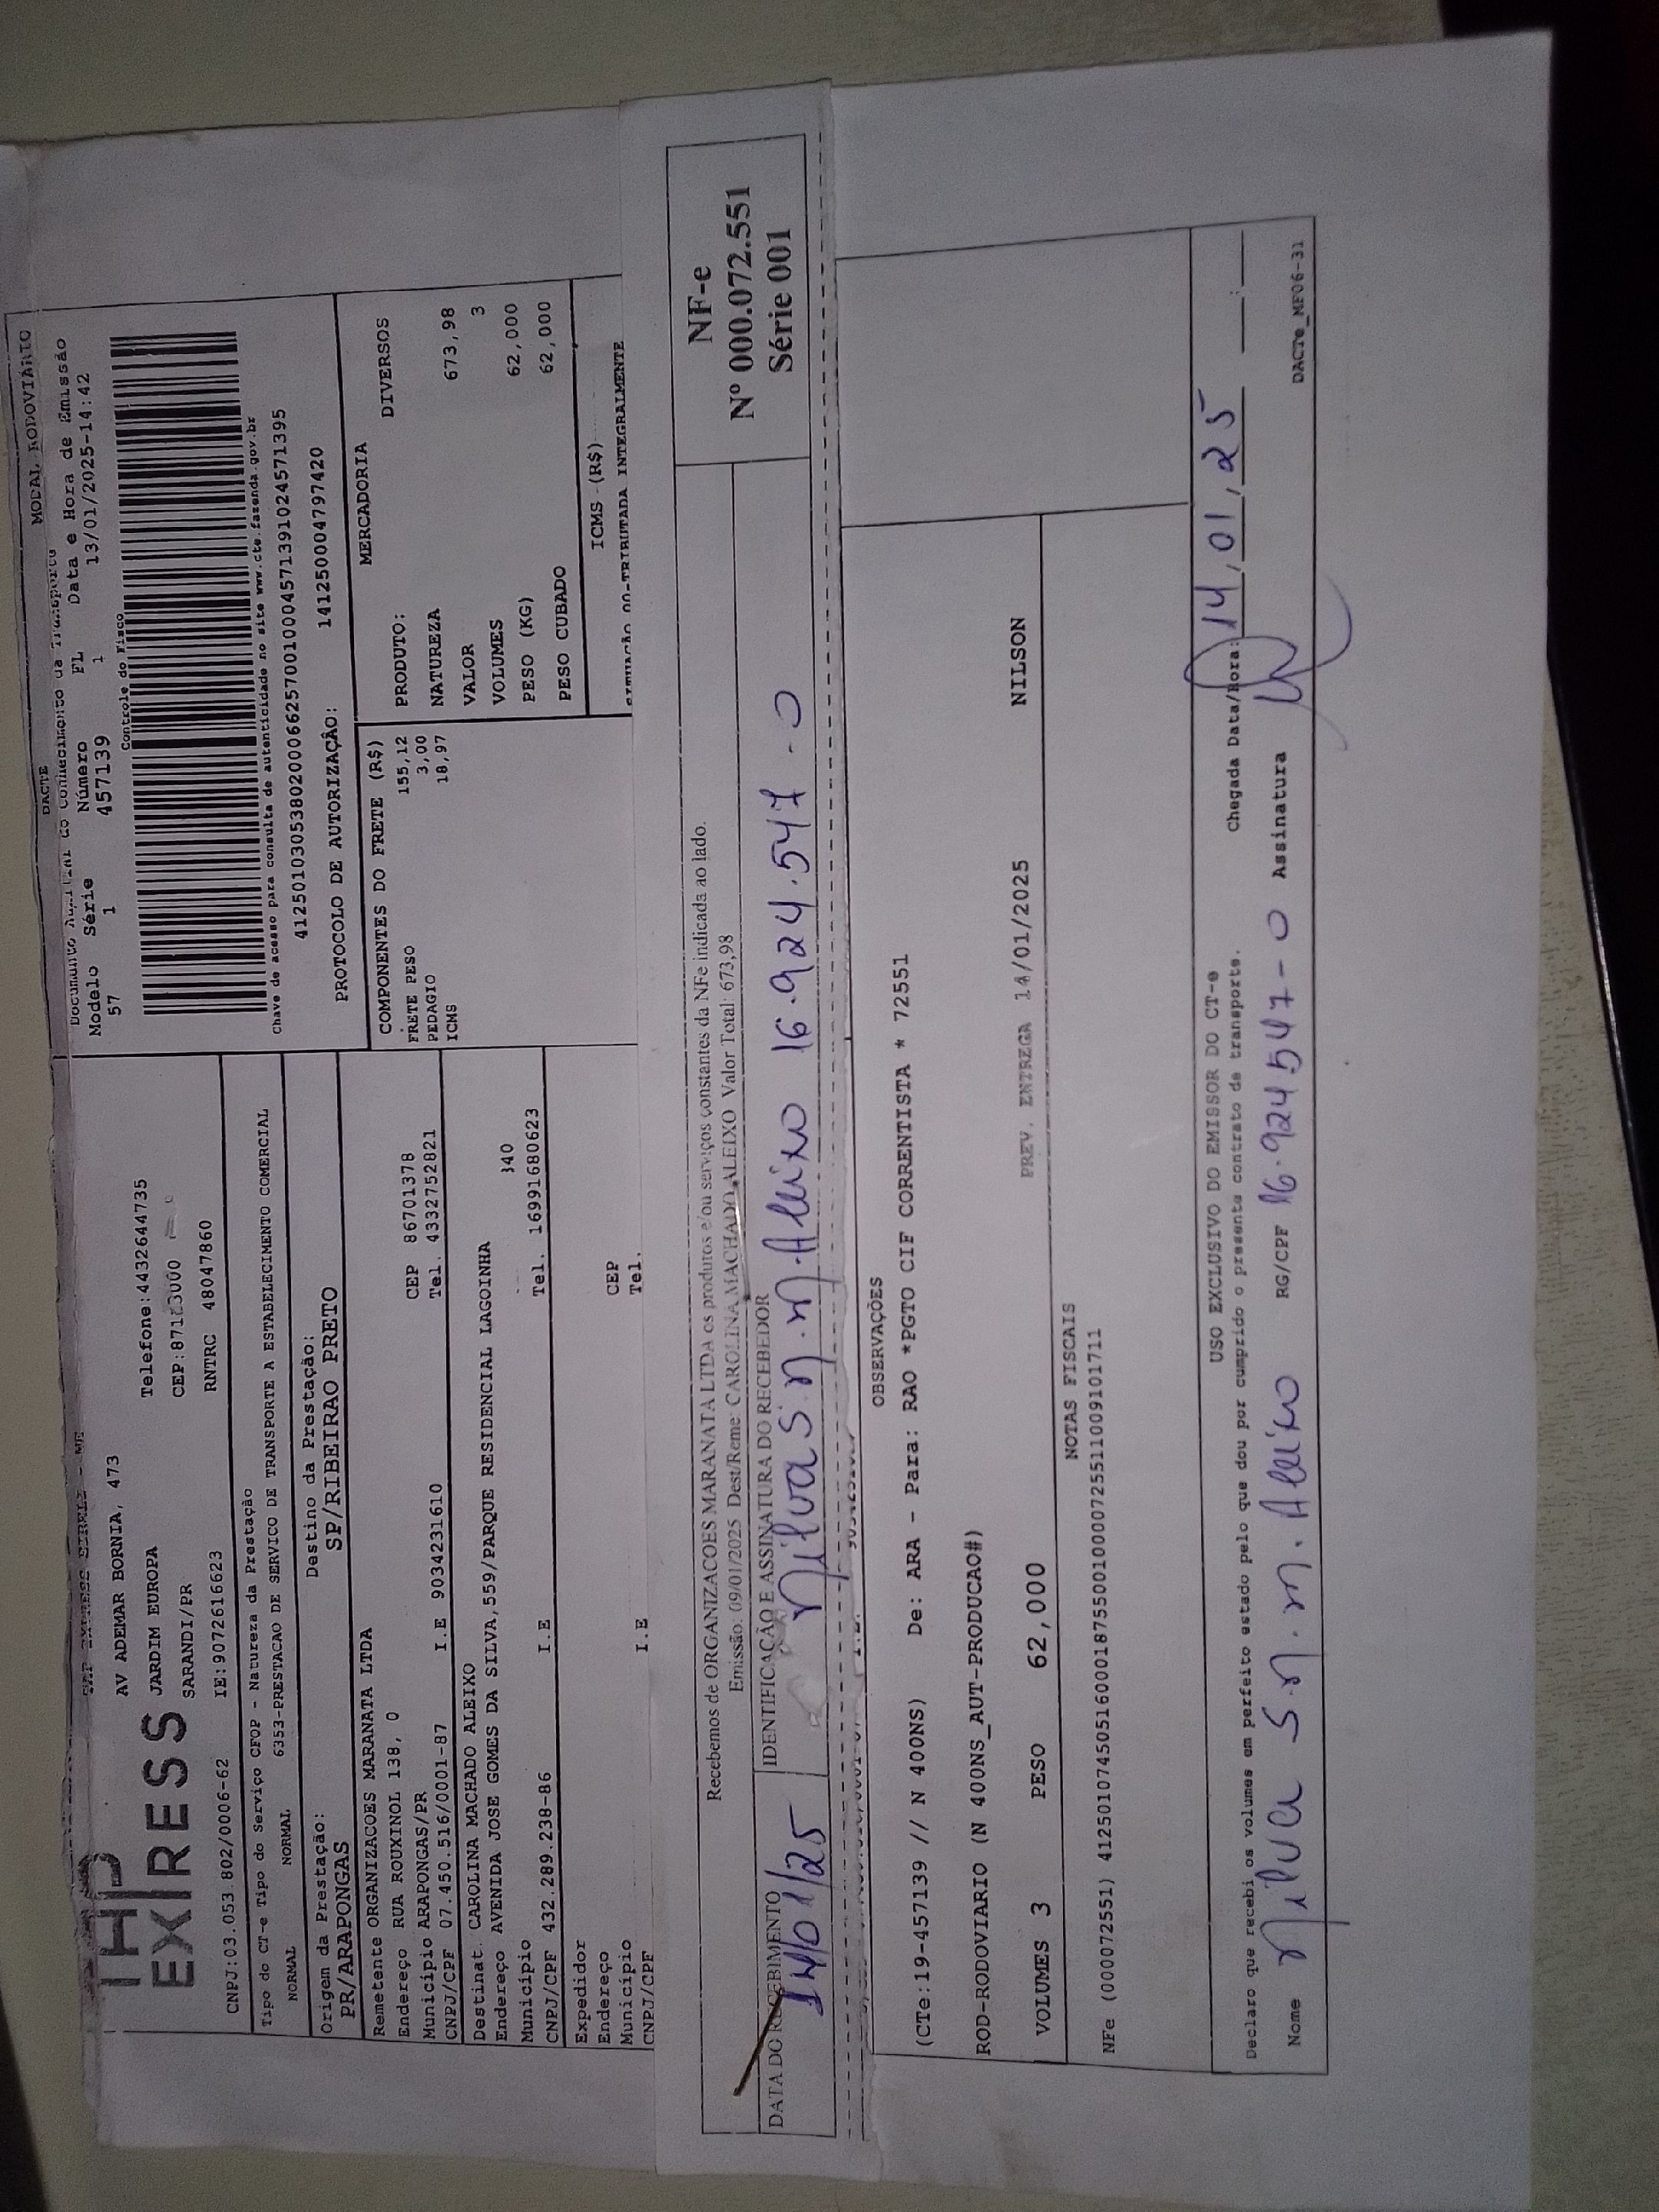 DACTE
MODAL RODOVIÁRIO
Documento Auxiliar do Conhecimento de Transporte
Modelo Série Número FL Data e Hora de Emissão
57 1 457139 1 13/01/2025-14:42
Controle do Fisco
Chave de acesso para consulta de autenticidade no site www.cte.fazenda.gov.br
41250103053802000662570010004571391024571395
PROTOCOLO DE AUTORIZAÇÃO: 141250004797420
EXPRESS
AV ADEMAR BORNIA, 473
JARDIM EUROPA
SARANDI/PR
Telefone:4432644735
RNTRC 48047860
CNPJ:03.053.802/0006-62 IE:9072616623
Tipo do CT-e Tipo do Serviço CFOP - Natureza da Prestação
NORMAL NORMAL 6353-PRESTACAO DE SERVICO DE TRANSPORTE A ESTABELECIMENTO COMERCIAL
Origem da Prestação: Destino da Prestação:
PR/ARAPONGAS SP/RIBEIRAO PRETO
Remetente ORGANIZACOES MARANATA LTDA
Endereço RUA ROUXINOL 138, 0
Município ARAPONGAS/PR CEP 86701378
CNPJ/CPF 07.450.516/0001-87 I.E 9034231610 Tel. 4332752821
Destinat. CAROLINA MACHADO ALEIXO
Endereço AVENIDA JOSE GOMES DA SILVA,559/PARQUE RESIDENCIAL LAGOINHA
Município 340
CNPJ/CPF 432.289.238-86 I.E Tel. 16991680623
Expedidor
Endereço
Município CEP
CNPJ/CPF I.E Tel.
COMPONENTES DO FRETE (R$)
FRETE PESO 155,12
PEDAGIO 3,00
ICMS 18,97
MERCADORIA
PRODUTO: DIVERSOS
NATUREZA
VALOR 673,98
VOLUMES 3
PESO (KG) 62,000
PESO CUBADO 62,000
ICMS (R$)
SITUAÇÃO 00-TRIBUTADA INTEGRALMENTE
Recebemos de ORGANIZACOES MARANATA LTDA os produtos e/ou serviços constantes da NFe indicada ao lado.
Emissão: 09/01/2025 Dest/Reme: CAROLINA MACHADO ALEIXO Valor Total: 673,98
NF-e
Nº 000.072.551
Série 001
DATA DO RECEBIMENTO IDENTIFICAÇÃO E ASSINATURA DO RECEBEDOR
14/01/25 Nilva S.M.M.Aleixo 16.924.547-0
OBSERVAÇÕES
(CTe:19-457139 // N 400NS) De: ARA - Para: RAO *PGTO CIF CORRENTISTA * 72551
ROD-RODOVIARIO (N 400NS_AUT-PRODUCAO#)
VOLUMES 3 PESO 62,000 PREV. ENTREGA 14/01/2025 NILSON
NOTAS FISCAIS
NFe (000072551) 41250107450516000187550010000725511009101711
USO EXCLUSIVO DO EMISSOR DO CT-e
Declaro que recebi os volumes em perfeito estado pelo que dou por cumprido o presente contrato de transporte. Chegada Data/Hora: 14,01,25 :
Nome Nilva S.M.M.Aleixo RG/CPF 16.924547-0 Assinatura
DACTe_MF06-31